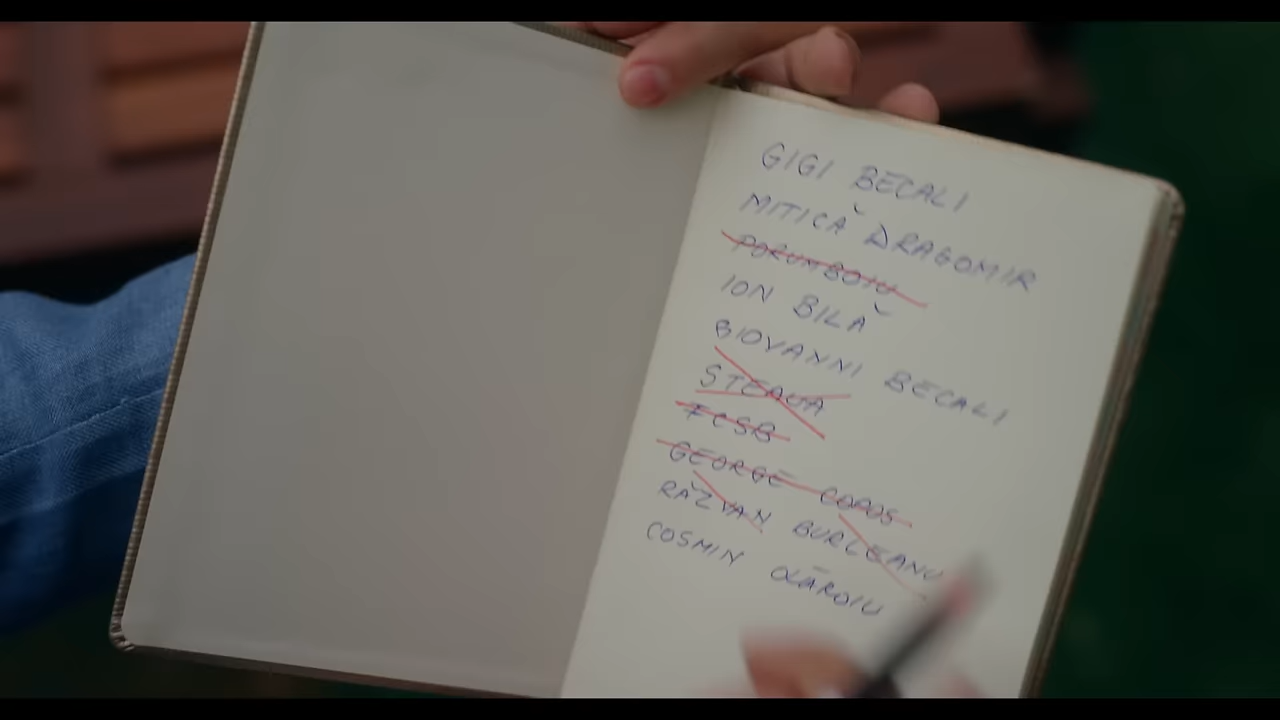 GIGI BECALI
MITICĂ DRAGOMIR
PORUMBOIU
ION BILĂ
GIOVANNI BECALI
STEAUA
FCSB
GEORGE COPOS
RĂZVAN BURLEANU
COSMIN OLĂROIU